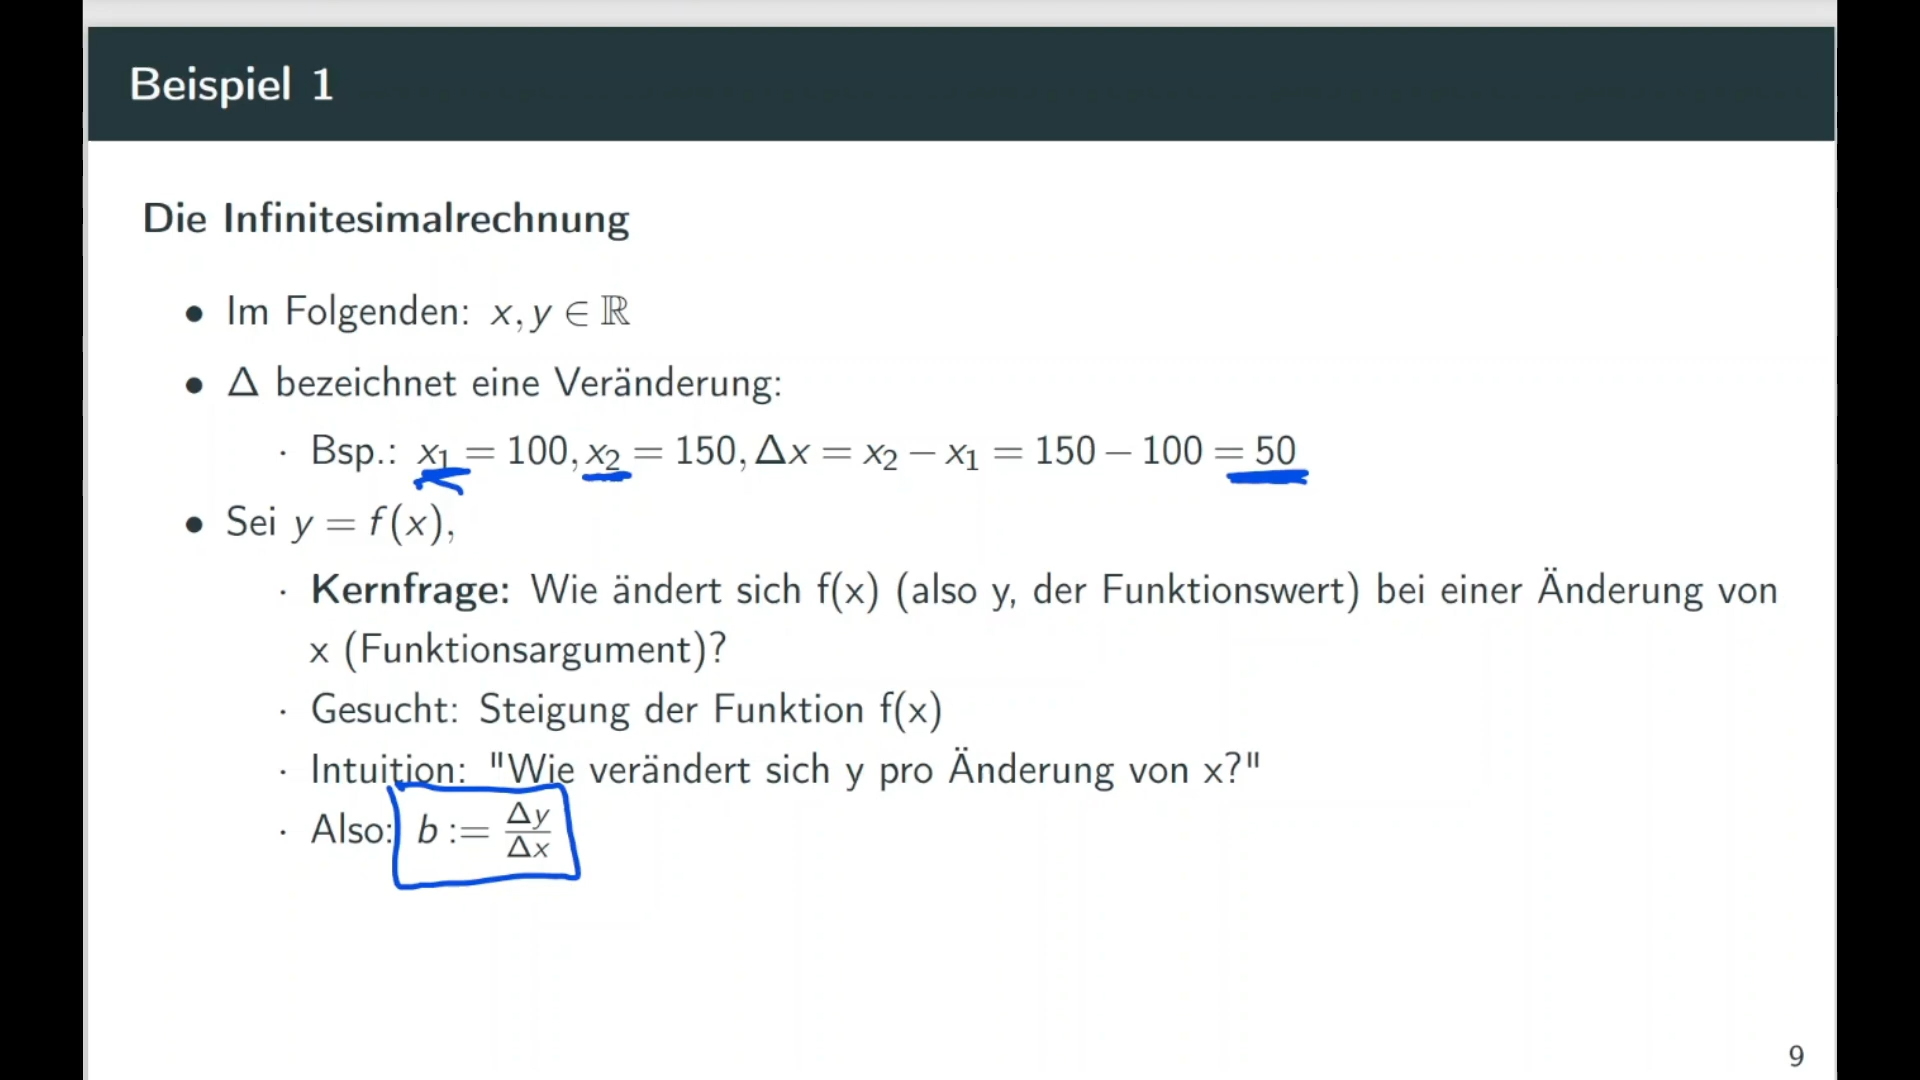 Beispiel 1
Die Infinitesimalrechnung
• Im Folgenden: x, y ∈ ℝ
• Δ bezeichnet eine Veränderung:
· Bsp.: x₁ = 100, x₂ = 150, Δx = x₂ − x₁ = 150 − 100 = 50
• Sei y = f(x),
· Kernfrage: Wie ändert sich f(x) (also y, der Funktionswert) bei einer Änderung von
x (Funktionsargument)?
· Gesucht: Steigung der Funktion f(x)
· Intuition: "Wie verändert sich y pro Änderung von x?"
· Also: b := Δy/Δx
9